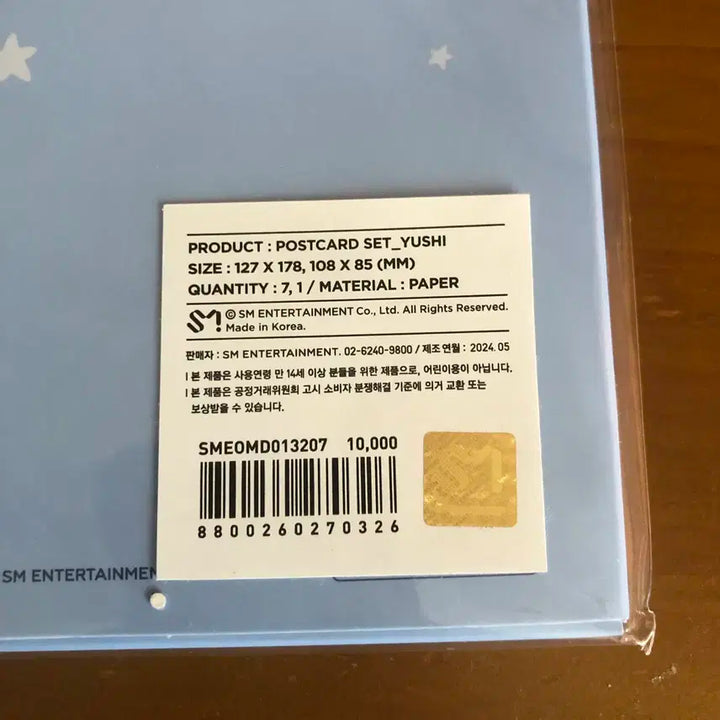 PRODUCT : POSTCARD SET_YUSHI
SIZE : 127 X 178, 108 X 85 (MM)
QUANTITY : 7, 1 / MATERIAL : PAPER
SM
© SM ENTERTAINMENT Co., Ltd. All Rights Reserved.
Made in Korea.
판매자 : SM ENTERTAINMENT. 02-6240-9800 / 제조 연월 : 2024. 05
I 본 제품은 사용연령 만 14세 이상 분들을 위한 제품으로, 어린이용이 아닙니다.
I 본 제품은 공정거래위원회 고시 소비자 분쟁해결 기준에 의거 교환 또는
보상받을 수 있습니다.
SMEOMD013207 10,000
SM
8800260270326
SM ENTERTAINMEN